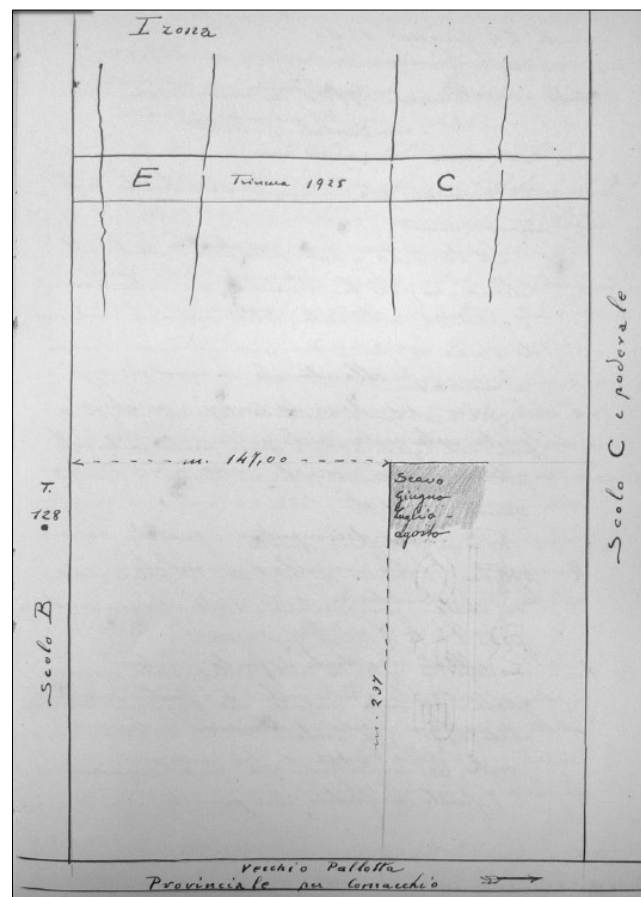 I zona
E Trincea 1925 C
m. 147,00
Scavo
Giugno
Luglio -
Agosto
T.
128
Scolo B
m. 237
Scolo C e poderale
Vecchio Pallotta
Provinciale per Comacchio